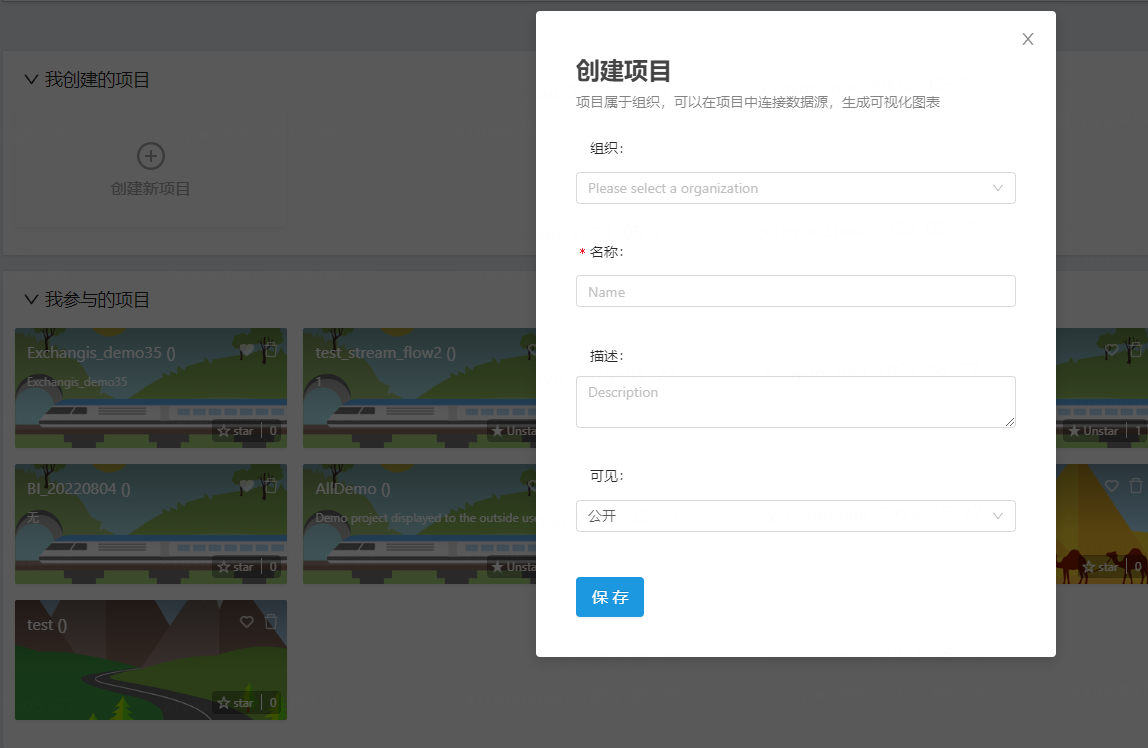 我创建的项目
创建新项目
我参与的项目
Exchangis_demo35 ()
Exchangis_demo35
star 0
test_stream_flow2 ()
1
Unsta
Unstar 1
BI_20220804 ()
无
star 0
AllDemo ()
Demo project displayed to the outside use
Unsta
star 0
test ()
star 0
创建项目
项目属于组织，可以在项目中连接数据源，生成可视化图表
组织:
Please select a organization
* 名称:
Name
描述:
Description
可见:
公开
保 存